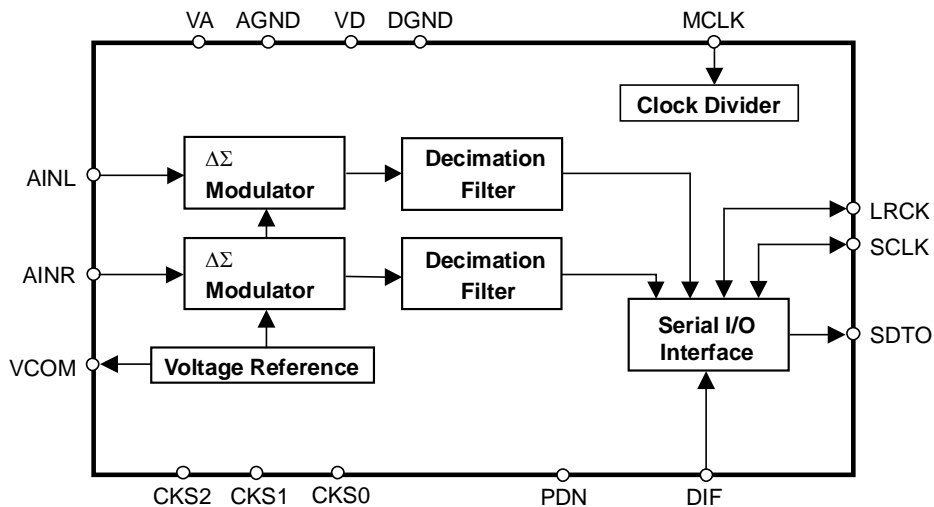 VA AGND VD DGND MCLK
Clock Divider
AINL
ΔΣ
Modulator
Decimation
Filter
LRCK
SCLK
AINR
ΔΣ
Modulator
Decimation
Filter
Serial I/O
Interface
SDTO
VCOM
Voltage Reference
CKS2 CKS1 CKS0 PDN DIF